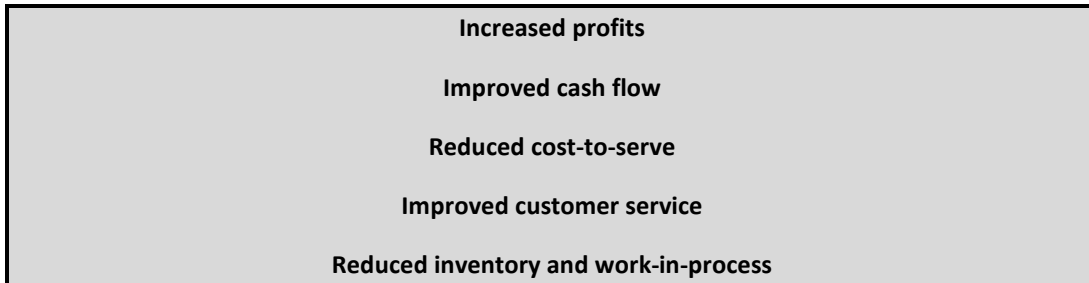 Increased profits
Improved cash flow
Reduced cost-to-serve
Improved customer service
Reduced inventory and work-in-process